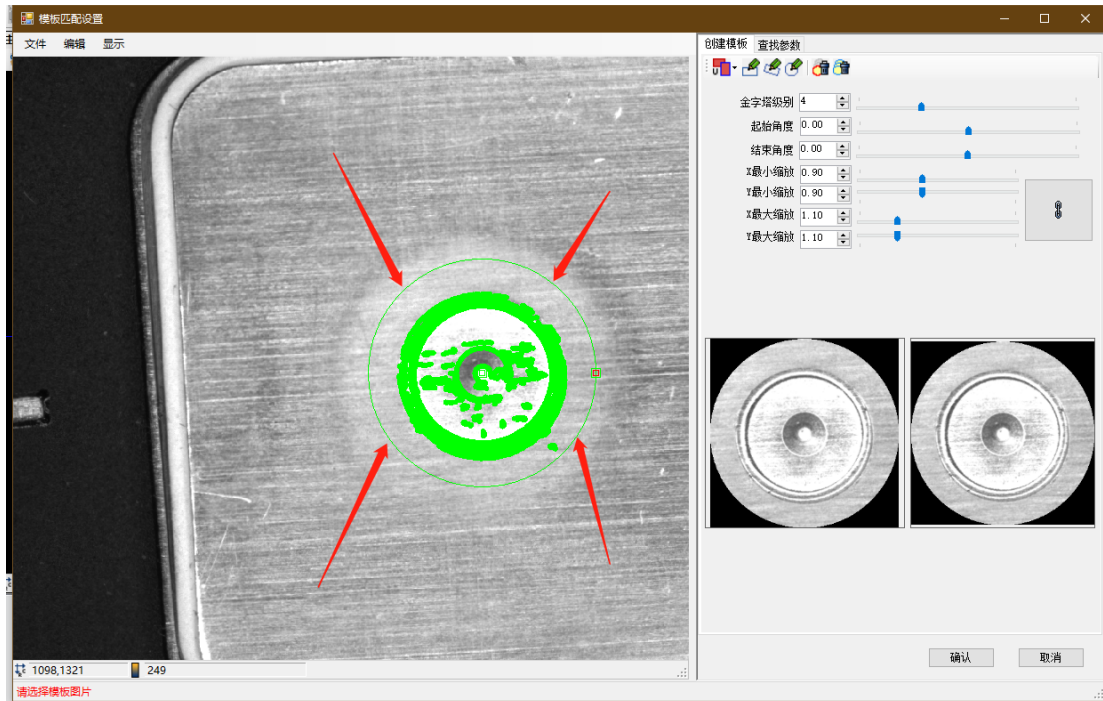 模板匹配设置
文件 编辑 显示
创建模板 查找参数
金字塔级别 4
起始角度 0.00
结束角度 0.00
X最小缩放 0.90
Y最小缩放 0.90
X最大缩放 1.10
Y最大缩放 1.10
确认 取消
1098,1321 249
请选择模板图片